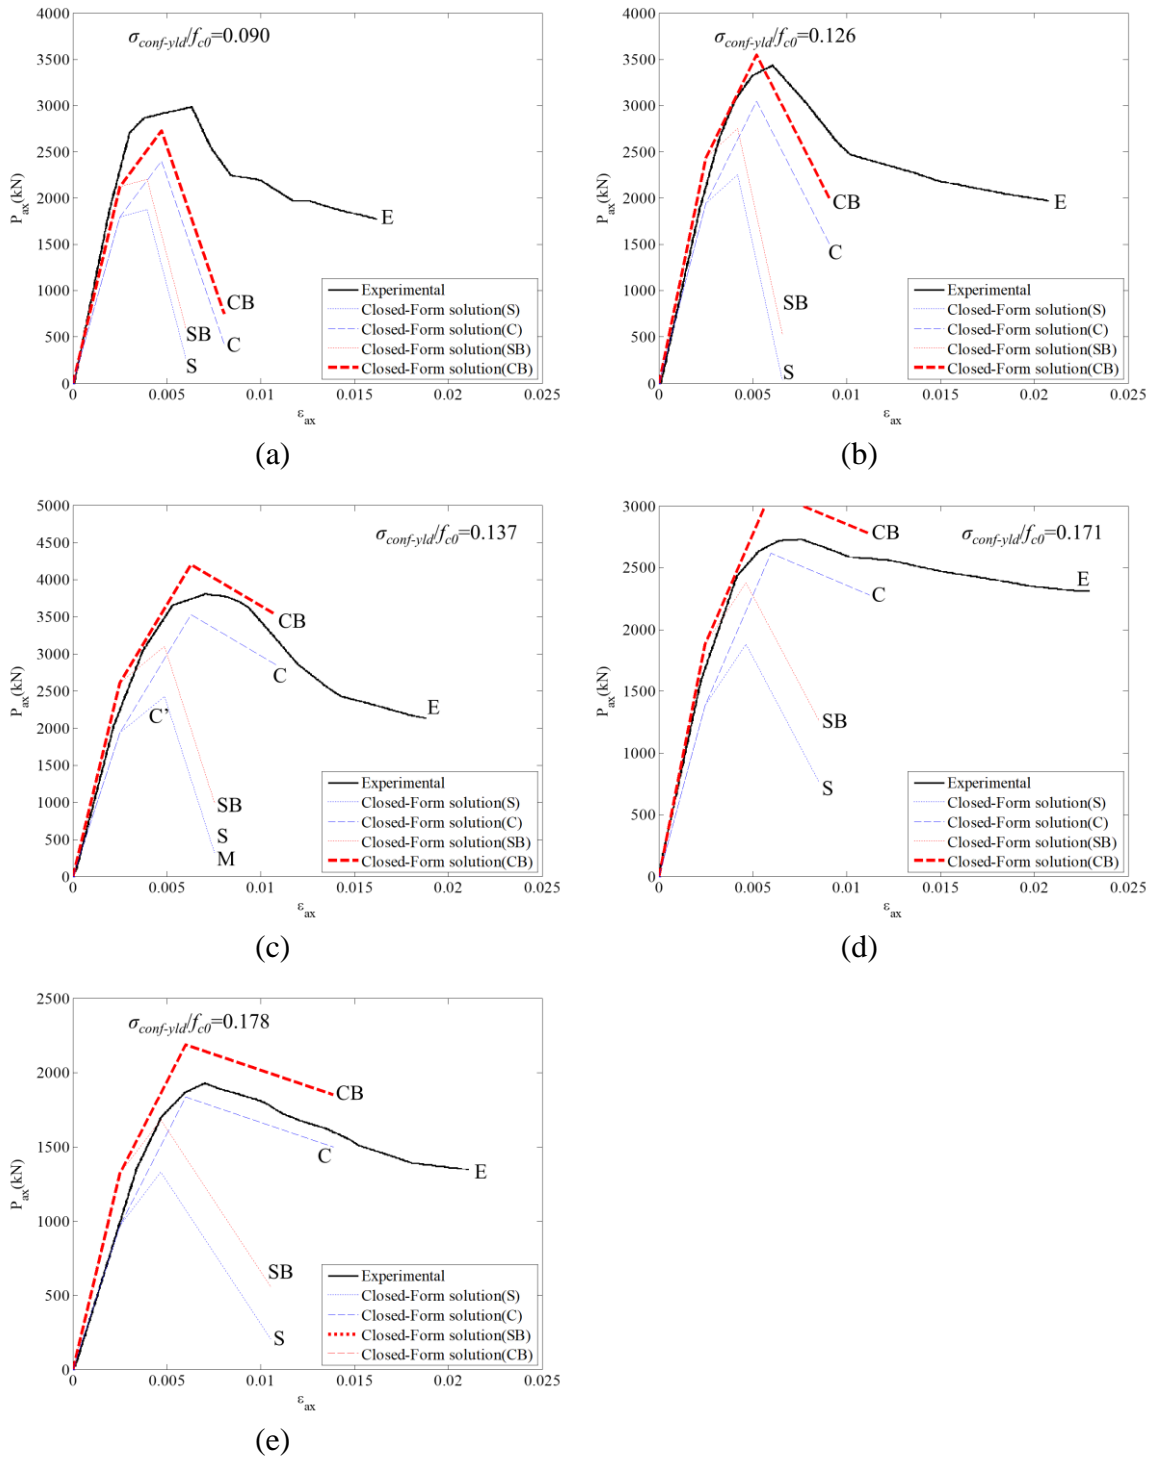 σconf-yld/fc0=0.090
4000
3500
3000
2500
2000
1500
1000
500
0
Pax(kN)
E
CB
SB
C
S
Experimental
Closed-Form solution(S)
Closed-Form solution(C)
Closed-Form solution(SB)
Closed-Form solution(CB)
0 0.005 0.01 0.015 0.02 0.025
εax
(a)
σconf-yld/fc0=0.126
4000
3500
3000
2500
2000
1500
1000
500
0
Pax(kN)
CB
E
C
SB
S
Experimental
Closed-Form solution(S)
Closed-Form solution(C)
Closed-Form solution(SB)
Closed-Form solution(CB)
0 0.005 0.01 0.015 0.02 0.025
εax
(b)
σconf-yld/fc0=0.137
5000
4500
4000
3500
3000
2500
2000
1500
1000
500
0
Pax(kN)
CB
C
E
C'
SB
S
M
Experimental
Closed-Form solution(S)
Closed-Form solution(C)
Closed-Form solution(SB)
Closed-Form solution(CB)
0 0.005 0.01 0.015 0.02 0.025
εax
(c)
σconf-yld/fc0=0.171
3000
2500
2000
1500
1000
500
0
Pax(kN)
CB
E
C
SB
S
Experimental
Closed-Form solution(S)
Closed-Form solution(C)
Closed-Form solution(SB)
Closed-Form solution(CB)
0 0.005 0.01 0.015 0.02 0.025
εax
(d)
σconf-yld/fc0=0.178
2500
2000
1500
1000
500
0
Pax(kN)
CB
C
E
SB
S
Experimental
Closed-Form solution(S)
Closed-Form solution(C)
Closed-Form solution(SB)
Closed-Form solution(CB)
0 0.005 0.01 0.015 0.02 0.025
εax
(e)